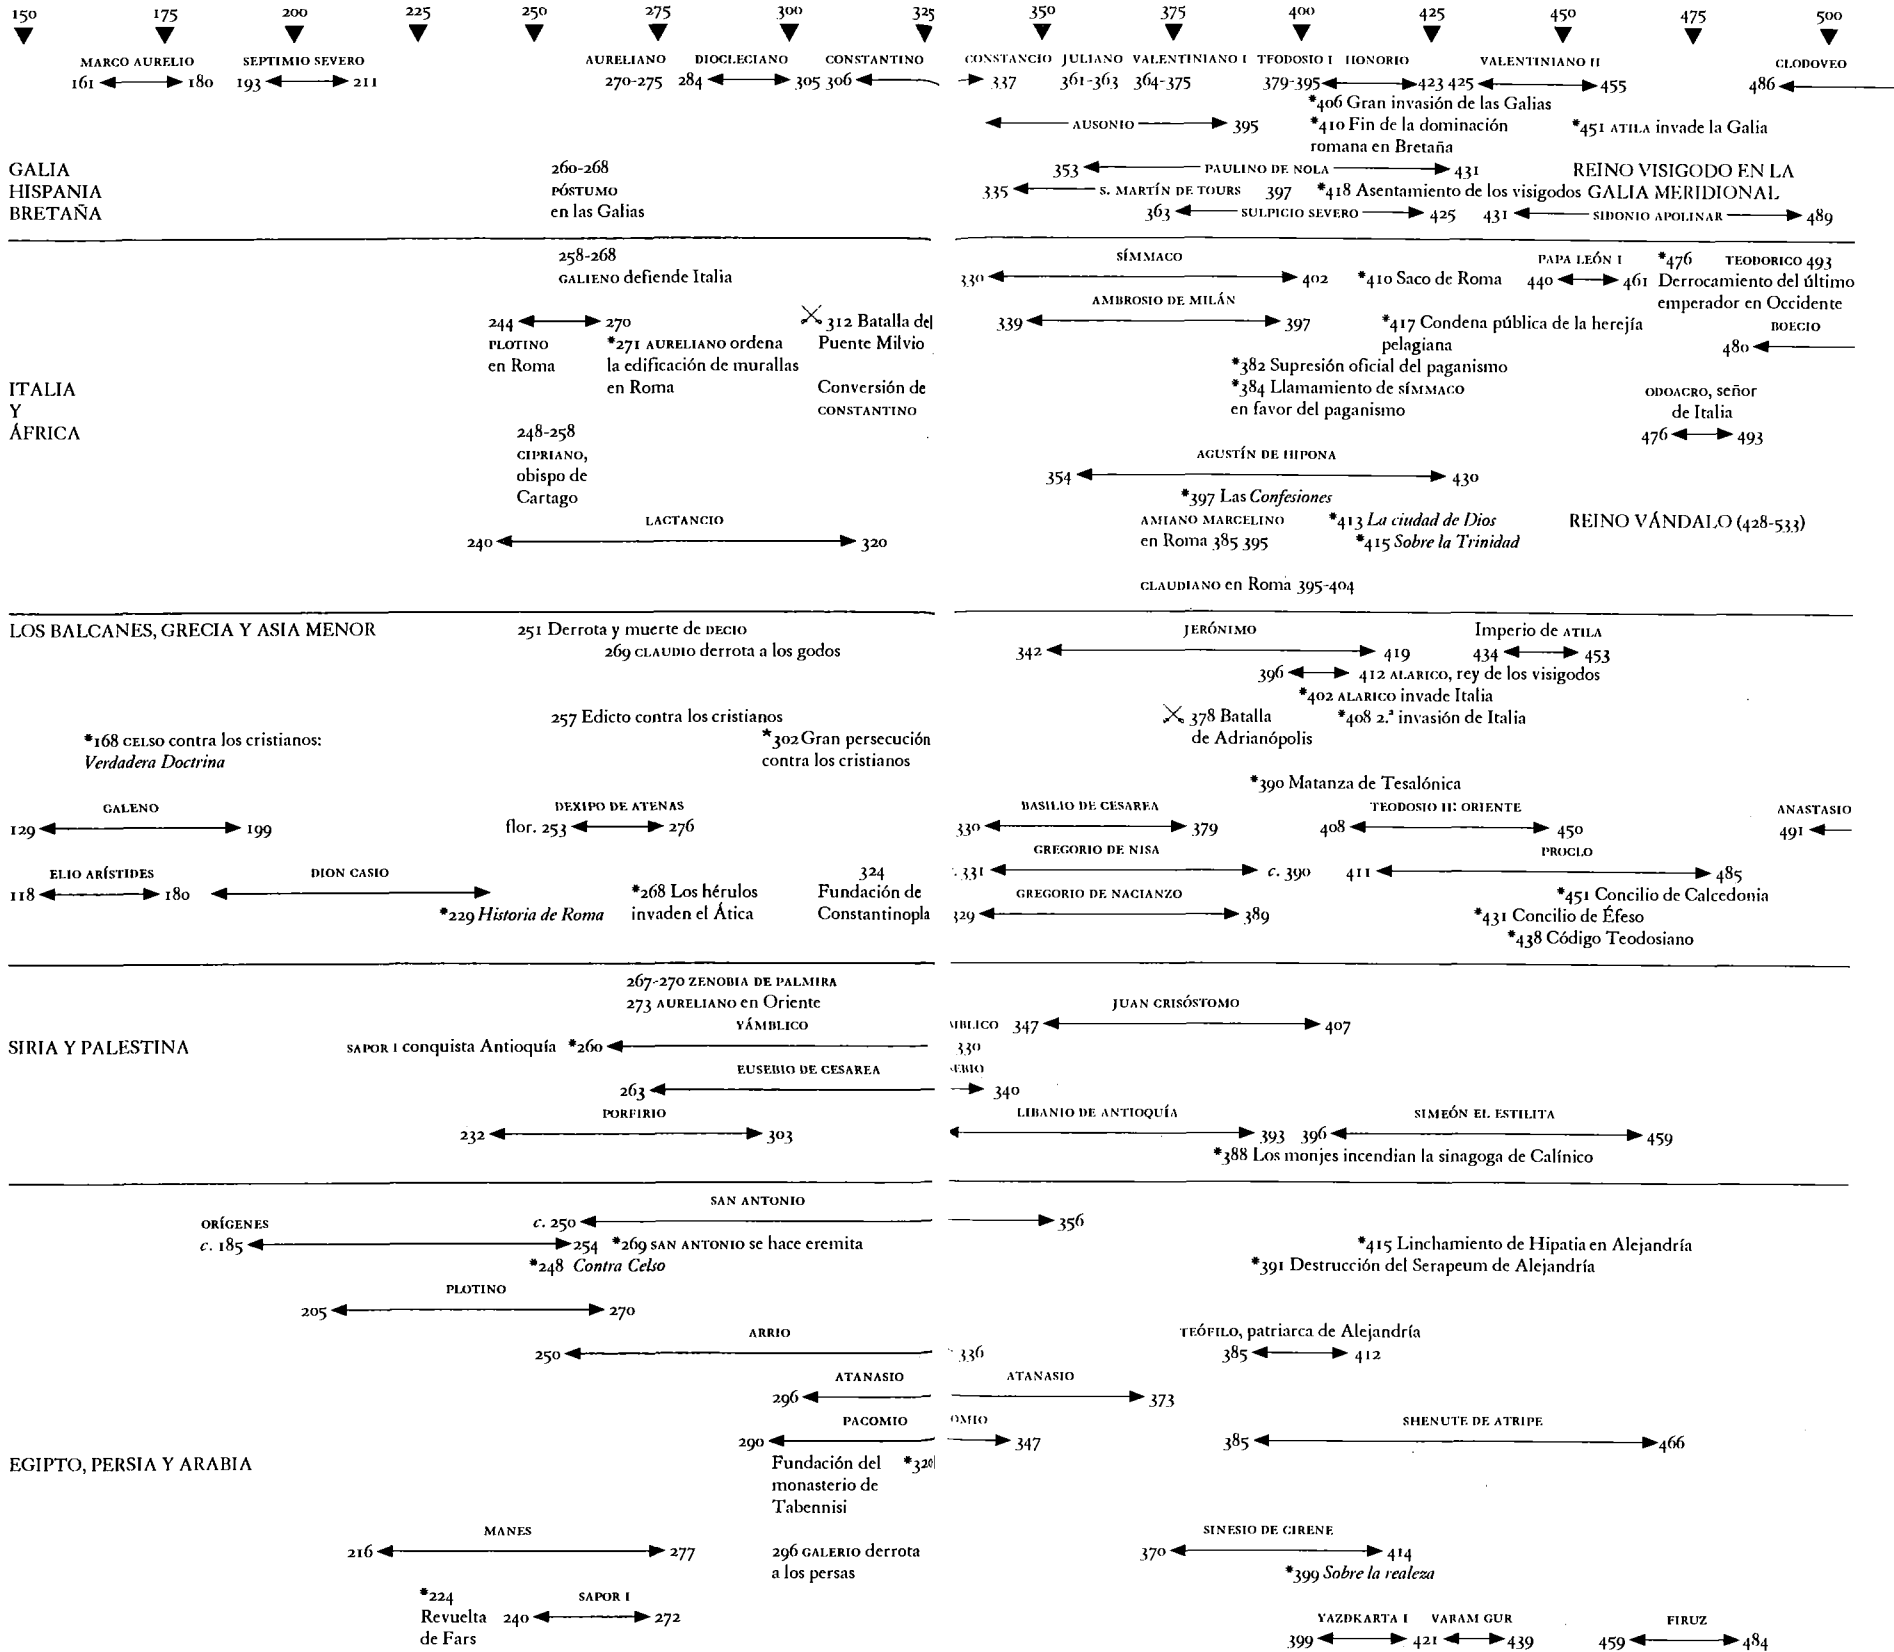 150 175 200 225 250 275 300 325 350 375 400 425 450 475 500
MARCO AURELIO SEPTIMIO SEVERO AURELIANO DIOCLECIANO CONSTANTINO CONSTANCIO JULIANO VALENTINIANO I TEODOSIO I HONORIO VALENTINIANO II CLODOVEO
161 180 193 211 270-275 284 305 306 337 361-363 364-375 379-395 423 425 455 486
*406 Gran invasión de las Galias
AUSONIO 395 *410 Fin de la dominación *451 ATILA invade la Galia
romana en Bretaña
GALIA 260-268 353 PAULINO DE NOLA 431 REINO VISIGODO EN LA
HISPANIA PÓSTUMO 335 S. MARTÍN DE TOURS 397 *418 Asentamiento de los visigodos GALIA MERIDIONAL
BRETAÑA en las Galias 363 SULPICIO SEVERO 425 431 SIDONIO APOLINAR 489
258-268 SÍMMACO PAPA LEÓN I *476 TEODORICO 493
GALIENO defiende Italia 330 402 *410 Saco de Roma 440 461 Derrocamiento del último
AMBROSIO DE MILÁN emperador en Occidente
244 270 312 Batalla del 339 397 *417 Condena pública de la herejía BOECIO
PLOTINO *271 AURELIANO ordena Puente Milvio pelagiana 480
en Roma la edificación de murallas *382 Supresión oficial del paganismo
ITALIA en Roma Conversión de *384 Llamamiento de SÍMMACO ODOACRO, señor
Y CONSTANTINO en favor del paganismo de Italia
ÁFRICA 248-258 476 493
CIPRIANO, AGUSTÍN DE HIPONA
obispo de 354 430
Cartago *397 Las Confesiones
LACTANCIO AMIANO MARCELINO *413 La ciudad de Dios REINO VÁNDALO (428-533)
240 320 en Roma 385 395 *415 Sobre la Trinidad
CLAUDIANO en Roma 395-404
LOS BALCANES, GRECIA Y ASIA MENOR 251 Derrota y muerte de DECIO JERÓNIMO Imperio de ATILA
269 CLAUDIO derrota a los godos 342 419 434 453
396 412 ALARICO, rey de los visigodos
*402 ALARICO invade Italia
257 Edicto contra los cristianos 378 Batalla *408 2.ª invasión de Italia
*168 CELSO contra los cristianos: *302 Gran persecución de Adrianópolis
Verdadera Doctrina contra los cristianos
*390 Matanza de Tesalónica
GALENO DEXIPO DE ATENAS BASILIO DE CESAREA TEODOSIO II: ORIENTE ANASTASIO
129 199 flor. 253 276 330 379 408 450 491
GREGORIO DE NISA PROCLO
ELIO ARÍSTIDES DION CASIO 324 . 331 c. 390 411 485
118 180 *268 Los hérulos Fundación de GREGORIO DE NACIANZO *451 Concilio de Calcedonia
*229 Historia de Roma invaden el Ática Constantinopla 329 389 *431 Concilio de Éfeso
*438 Código Teodosiano
267-270 ZENOBIA DE PALMIRA
273 AURELIANO en Oriente JUAN CRISÓSTOMO
YÁMBLICO MBLICO 347 407
SIRIA Y PALESTINA SAPOR I conquista Antioquía *260 330
EUSEBIO DE CESAREA EBIO
263 340
PORFIRIO LIBANIO DE ANTIOQUÍA SIMEÓN EL ESTILITA
232 303 393 396 459
*388 Los monjes incendian la sinagoga de Calínico
SAN ANTONIO
ORÍGENES c. 250 356
c. 185 254 *269 SAN ANTONIO se hace eremita *415 Linchamiento de Hipatia en Alejandría
*248 Contra Celso *391 Destrucción del Serapeum de Alejandría
PLOTINO
205 270
ARRIO TEÓFILO, patriarca de Alejandría
250 336 385 412
ATANASIO ATANASIO
296 373
PACOMIO OMIO SHENUTE DE ATRIPE
290 347 385 466
EGIPTO, PERSIA Y ARABIA Fundación del *320
monasterio de
Tabennisi
MANES SINESIO DE CIRENE
216 277 296 GALERIO derrota 370 414
a los persas *399 Sobre la realeza
*224 SAPOR I
Revuelta 240 272 YAZDKARTA I VARAM GUR FIRUZ
de Fars 399 421 439 459 484